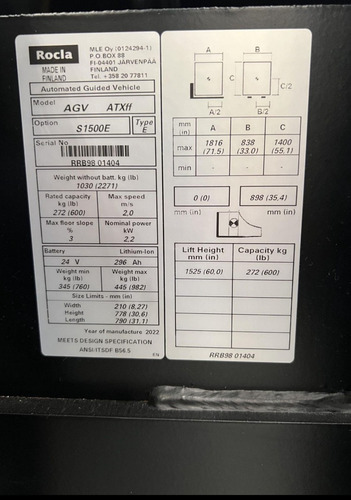 Rocla
MADE IN
FINLAND
MLE Oy (0124294-1)
P.O BOX 88
FI-04401 JÄRVENPÄÄ
FINLAND
Tel. +358 20 77811
Automated Guided Vehicle
Model AGV ATXff
Option S1500E Type E
Serial No
RRB98 01404
Weight without batt. kg (lb)
1030 (2271)
Rated capacity kg (lb) Max speed m/s
272 (600) 2,0
Max floor slope % Nominal power kW
3 2,2
Battery Lithium-Ion
24 V 296 Ah
Weight min kg (lb) Weight max kg (lb)
345 (760) 445 (982)
Size Limits - mm (in)
Width 210 (8,27)
Height 778 (30,6)
Length 790 (31,1)
Year of manufacture 2022
MEETS DESIGN SPECIFICATION
ANSI ITSDF B56.5
EN
A B
C C/2
A/2 B/2
mm (in) A B C
max 1816 (71.5) 838 (33.0) 1400 (55.1)
min - - -
0 (0) 898 (35,4)
mm (in) mm (in)
Lift Height mm (in) Capacity kg (lb)
1525 (60,0) 272 (600)
RRB98 01404